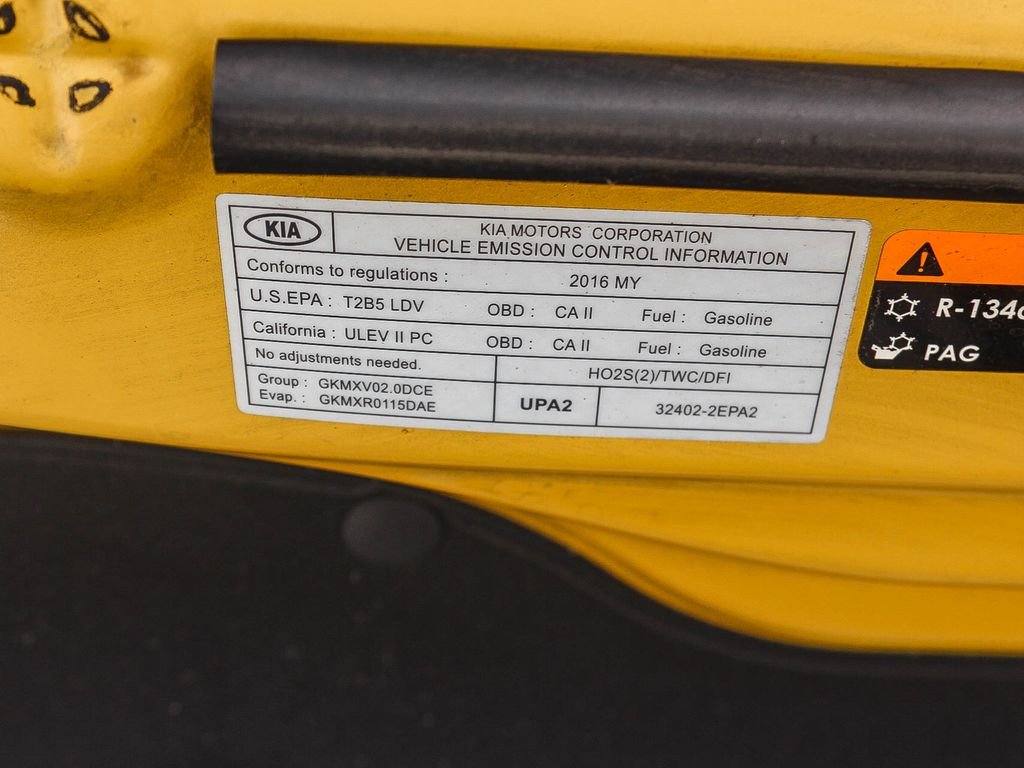 KIA
KIA MOTORS CORPORATION
VEHICLE EMISSION CONTROL INFORMATION
Conforms to regulations : 2016 MY
U.S.EPA : T2B5 LDV OBD : CA II Fuel : Gasoline
California : ULEV II PC OBD : CA II Fuel : Gasoline
No adjustments needed. HO2S(2)/TWC/DFI
Group : GKMXV02.0DCE
Evap. : GKMXR0115DAE
UPA2 32402-2EPA2
R-134a
PAG